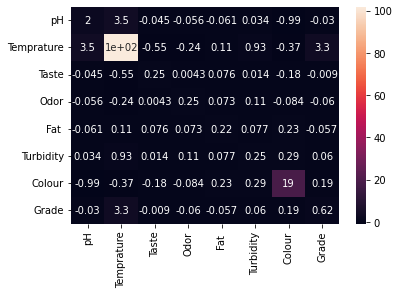 pH 2 3.5 -0.045 -0.056 -0.061 0.034 -0.99 -0.03
Temprature 3.5 1e+02 -0.55 -0.24 0.11 0.93 -0.37 3.3
Taste -0.045 -0.55 0.25 0.0043 0.076 0.014 -0.18 -0.009
Odor -0.056 -0.24 0.0043 0.25 0.073 0.11 -0.084 -0.06
Fat -0.061 0.11 0.076 0.073 0.22 0.077 0.23 -0.057
Turbidity 0.034 0.93 0.014 0.11 0.077 0.25 0.29 0.06
Colour -0.99 -0.37 -0.18 -0.084 0.23 0.29 19 0.19
Grade -0.03 3.3 -0.009 -0.06 -0.057 0.06 0.19 0.62
pH Temprature Taste Odor Fat Turbidity Colour Grade
100
80
60
40
20
0